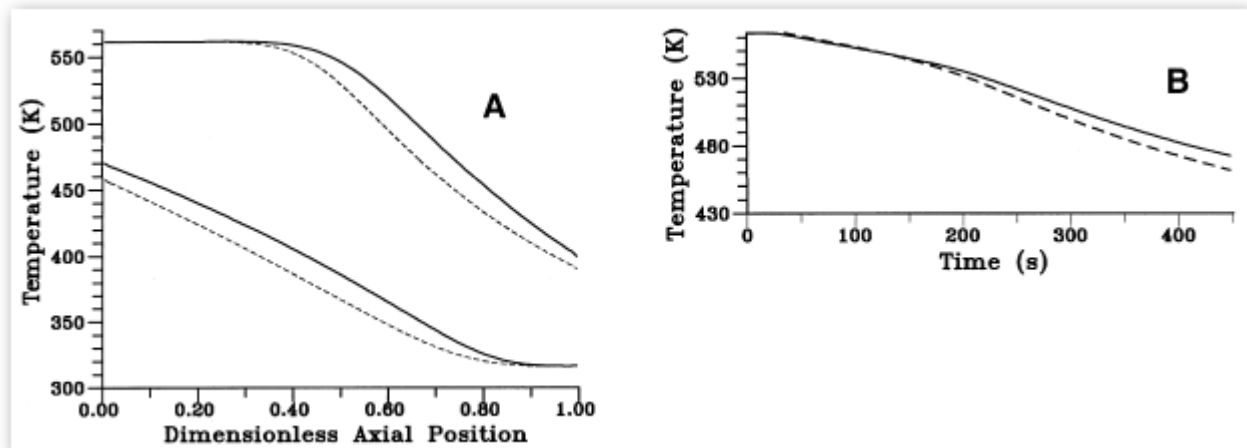 550
500
450
400
350
300
0.00 0.20 0.40 0.60 0.80 1.00
Temperature (K)
Dimensionless Axial Position
A
530
480
430
0 100 200 300 400
Temperature (K)
Time (s)
B